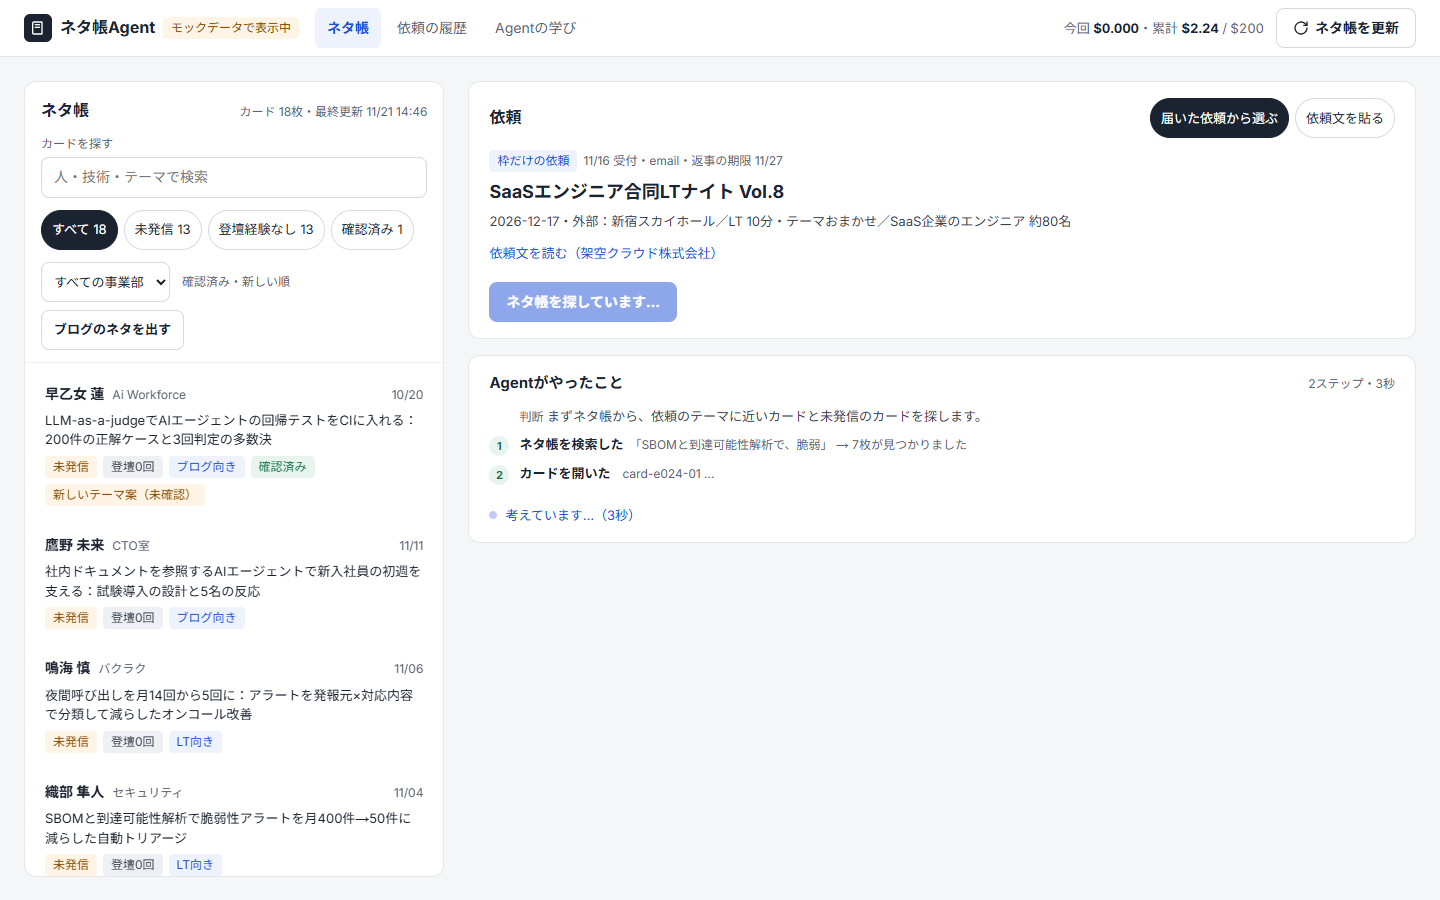 ネタ帳Agent モックデータで表示中 ネタ帳 依頼の履歴 Agentの学び 今回 $0.000・累計 $2.24 / $200 ネタ帳を更新
ネタ帳 カード 18枚・最終更新 11/21 14:46
カードを探す
人・技術・テーマで検索
すべて 18 未発信 13 登壇経験なし 13 確認済み 1
すべての事業部 確認済み・新しい順
ブログのネタを出す
早乙女 蓮 Ai Workforce 10/20
LLM-as-a-judgeでAIエージェントの回帰テストをCIに入れる：
200件の正解ケースと3回判定の多数決
未発信 登壇0回 ブログ向き 確認済み
新しいテーマ案（未確認）
鷹野 未来 CTO室 11/11
社内ドキュメントを参照するAIエージェントで新入社員の初週を
支える：試験導入の設計と5名の反応
未発信 登壇0回 ブログ向き
鳴海 慎 バクラク 11/06
夜間呼び出しを月14回から5回に：アラートを発報元×対応内容
で分類して減らしたオンコール改善
未発信 登壇0回 LT向き
織部 隼人 セキュリティ 11/04
SBOMと到達可能性解析で脆弱性アラートを月400件→50件に
減らした自動トリアージ
未発信 登壇0回 LT向き
依頼 届いた依頼から選ぶ 依頼文を貼る
枠だけの依頼 11/16 受付・email・返事の期限 11/27
SaaSエンジニア合同LTナイト Vol.8
2026-12-17・外部：新宿スカイホール／LT 10分・テーマおまかせ／SaaS企業のエンジニア 約80名
依頼文を読む（架空クラウド株式会社）
ネタ帳を探しています…
Agentがやったこと 2ステップ・3秒
判断 まずネタ帳から、依頼のテーマに近いカードと未発信のカードを探します。
1 ネタ帳を検索した 「SBOMと到達可能性解析で、脆弱」 → 7枚が見つかりました
2 カードを開いた card-e024-01 …
考えています…（3秒）